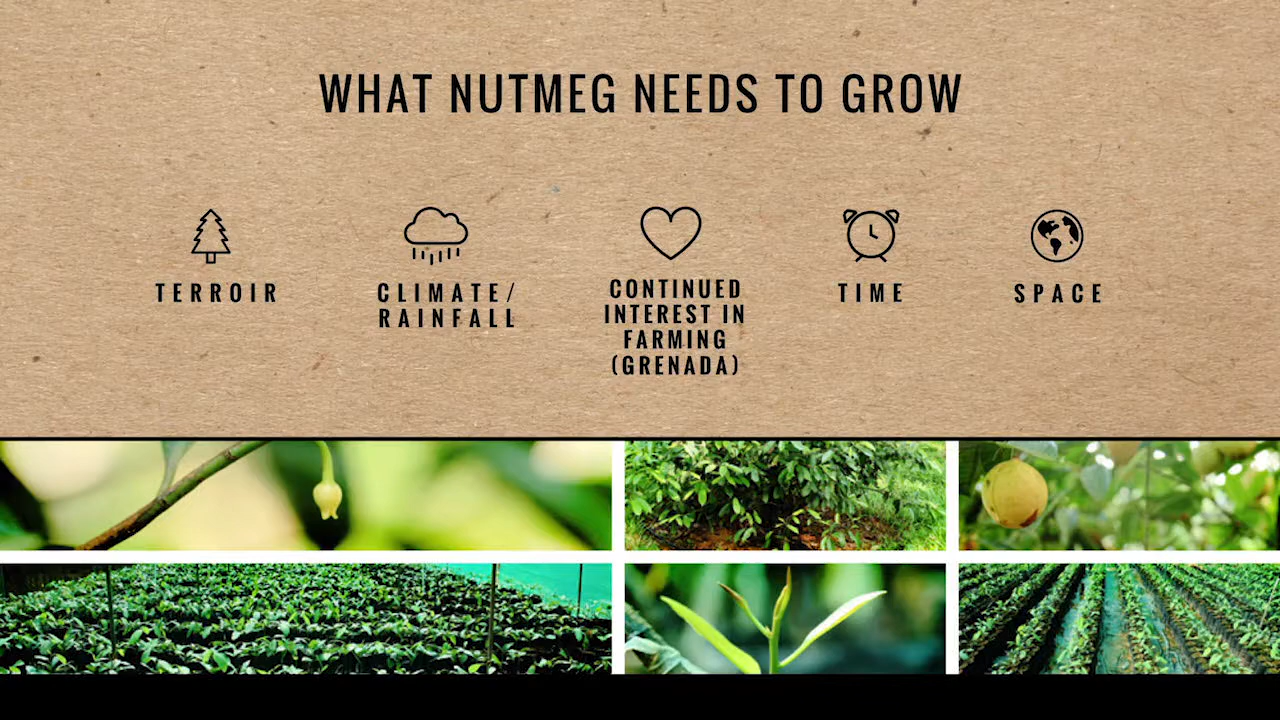 WHAT NUTMEG NEEDS TO GROW
TERROIR
CLIMATE/
RAINFALL
CONTINUED
INTEREST IN
FARMING
(GRENADA)
TIME
SPACE